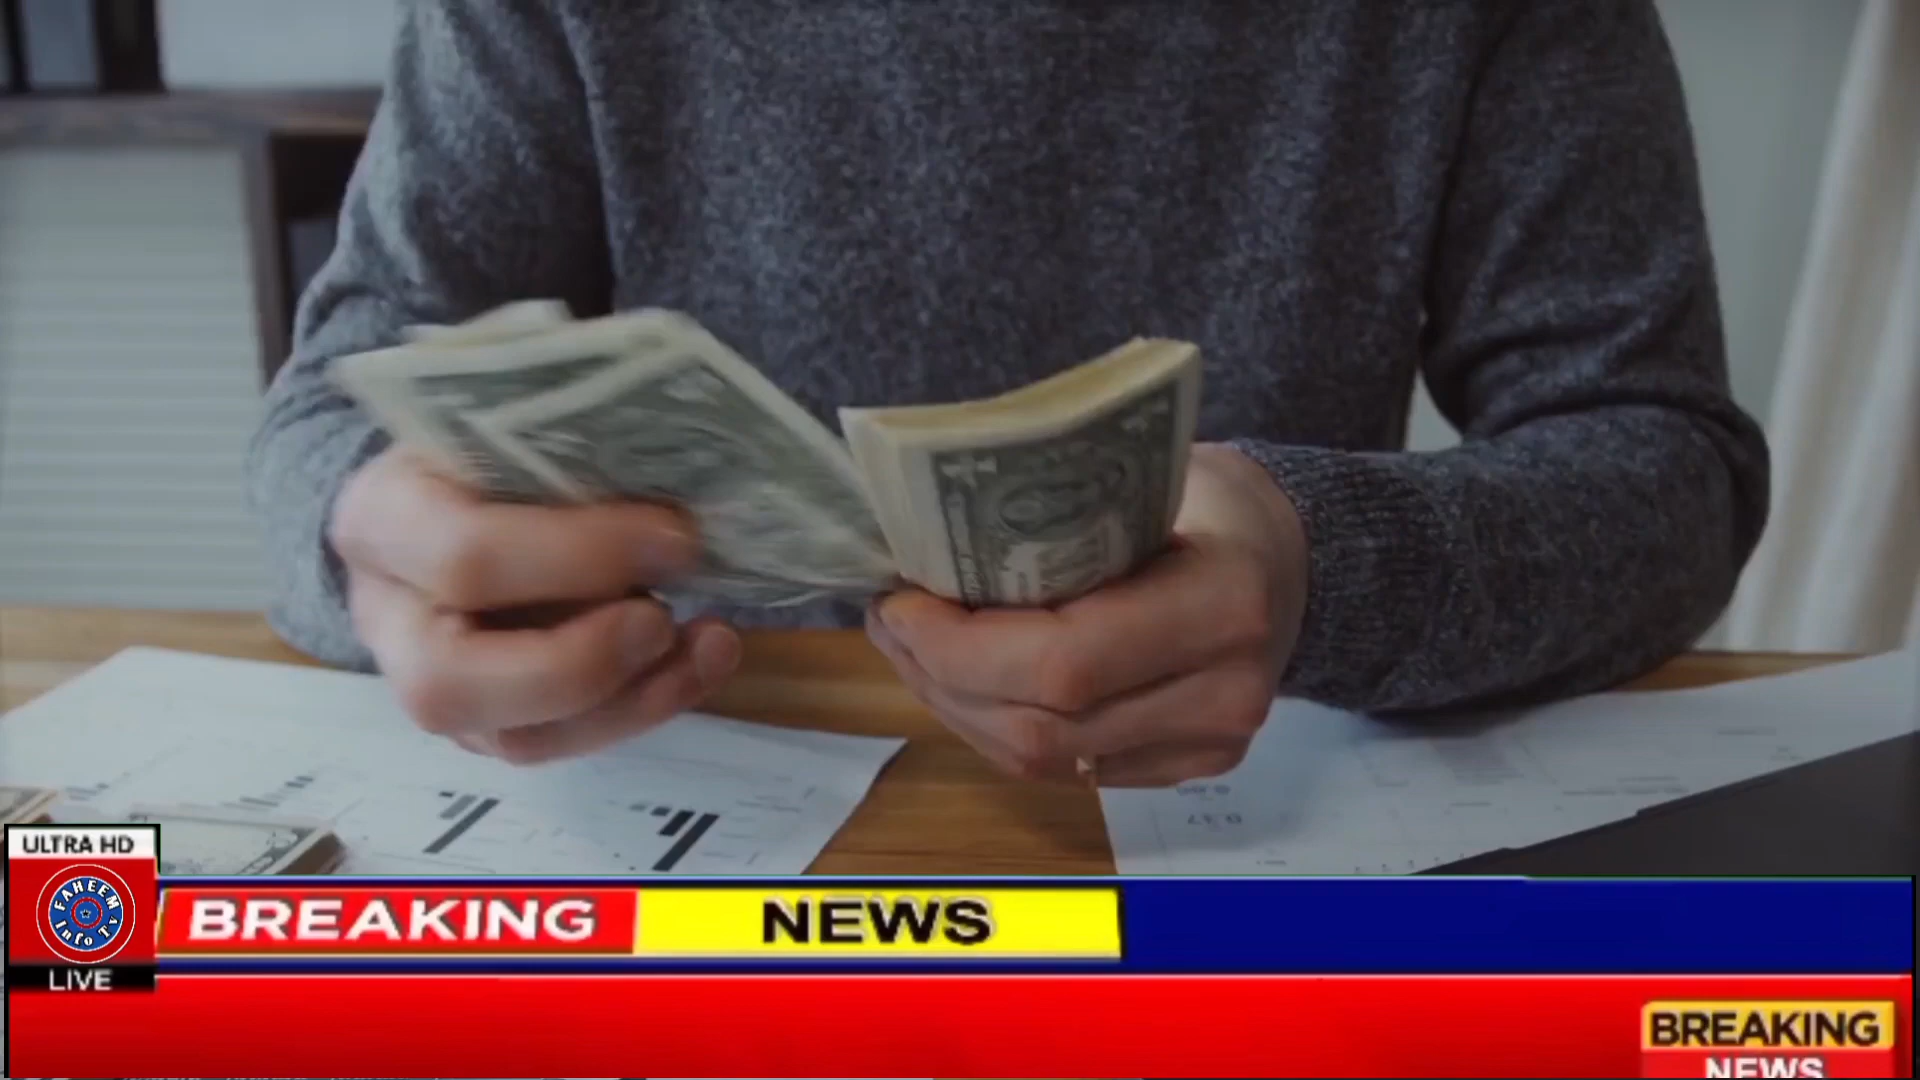 ULTRA HD
FAHEEM TV
Info
LIVE
BREAKING NEWS
BREAKING
NEWS